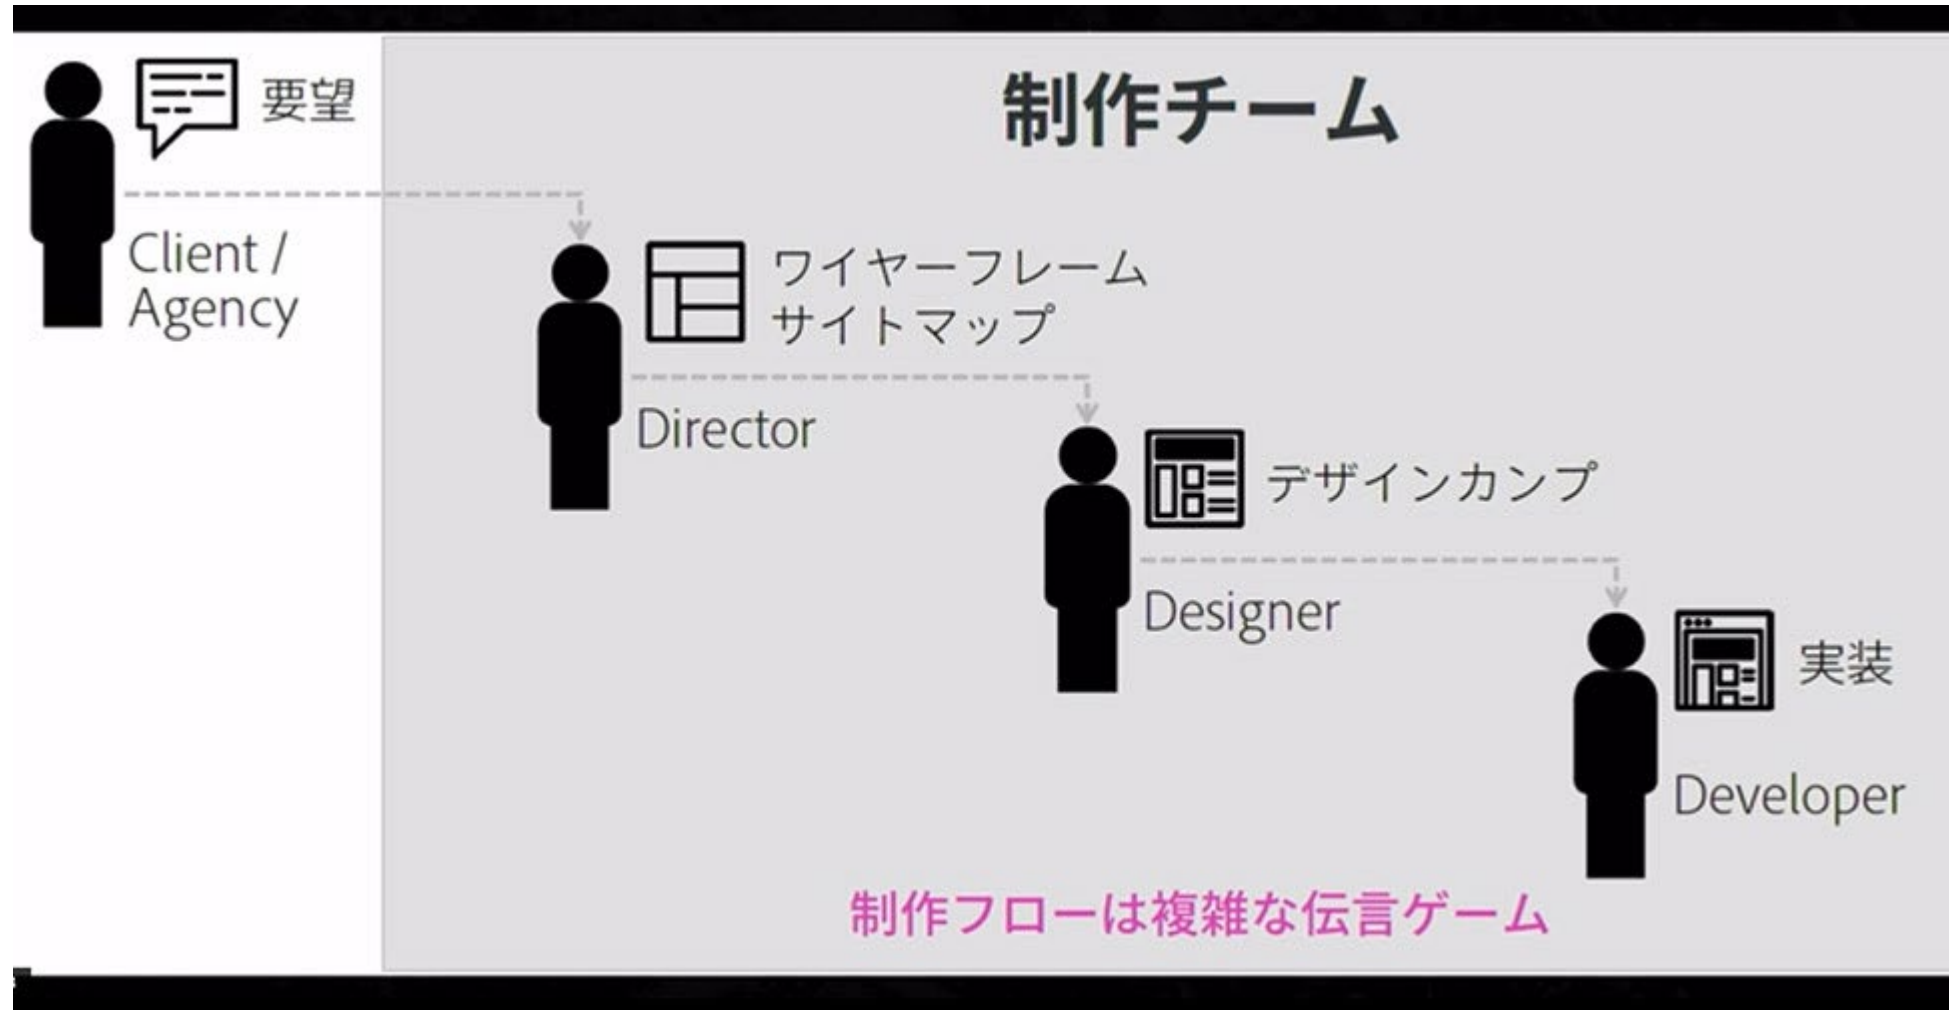 要望
制作チーム
Client /
Agency
ワイヤーフレーム
サイトマップ
Director
デザインカンプ
Designer
実装
Developer
制作フローは複雑な伝言ゲーム